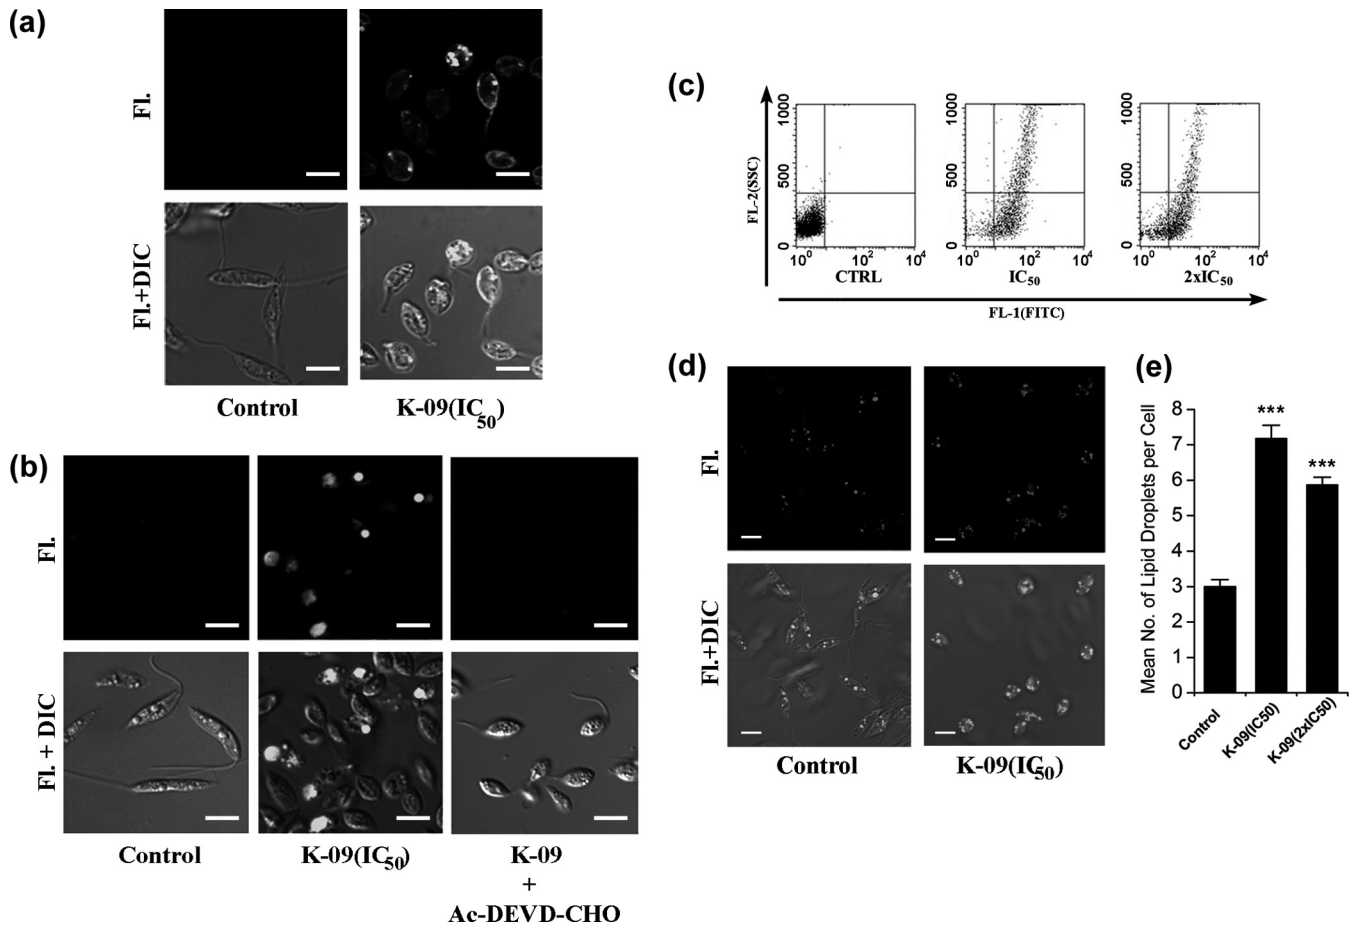 (a)
Fl.
Fl.+DIC
Control
K-09(IC50)
(b)
Fl.
Fl. + DIC
Control
K-09(IC50)
K-09
+
Ac-DEVD-CHO
(c)
FL-2(SSC)
1000
500
0
10^0
10^2
10^4
CTRL
1000
500
0
10^0
10^2
10^4
IC50
1000
500
0
10^0
10^2
10^4
2xIC50
FL-1(FITC)
(d)
Fl.
Fl.+DIC
Control
K-09(IC50)
(e)
Mean No. of Lipid Droplets per Cell
8
7
6
5
4
3
2
1
0
***
***
Control
K-09(IC50)
K-09(2xIC50)